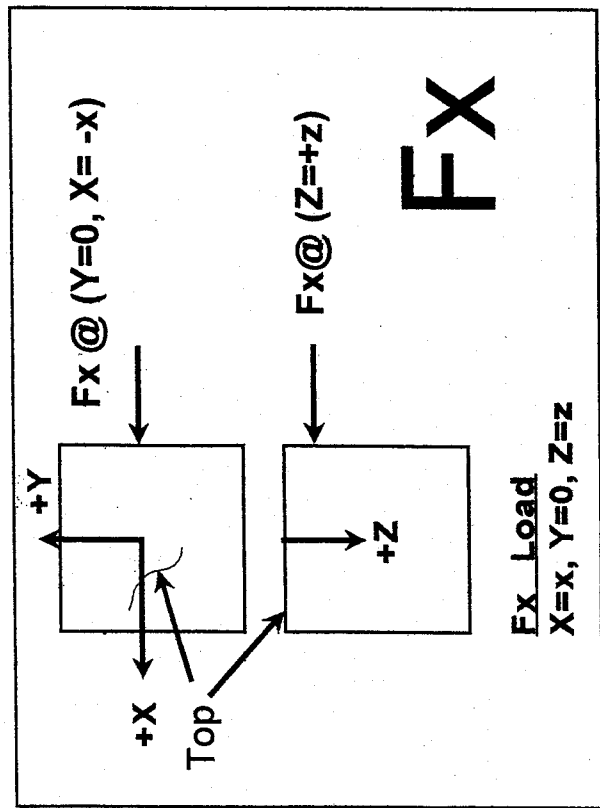 +Y
Fx @ (Y=0, X= -x)
+X
Top
Fx@ (Z=+z)
+Z
Fx Load
X=x, Y=0, Z=z
Fx